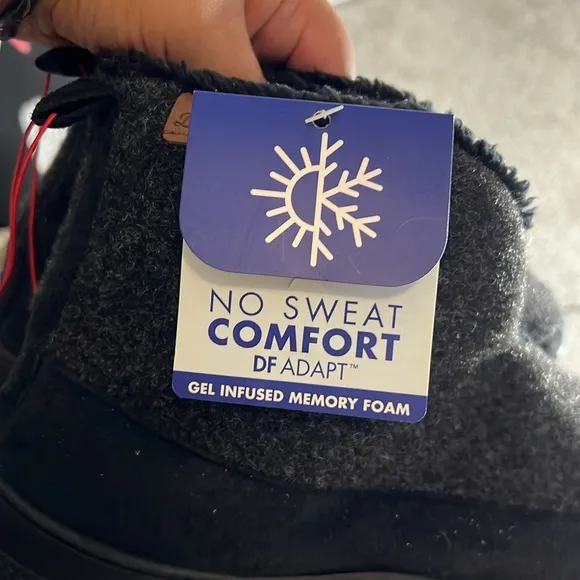 NO SWEAT
COMFORT
DF ADAPT™
GEL INFUSED MEMORY FOAM